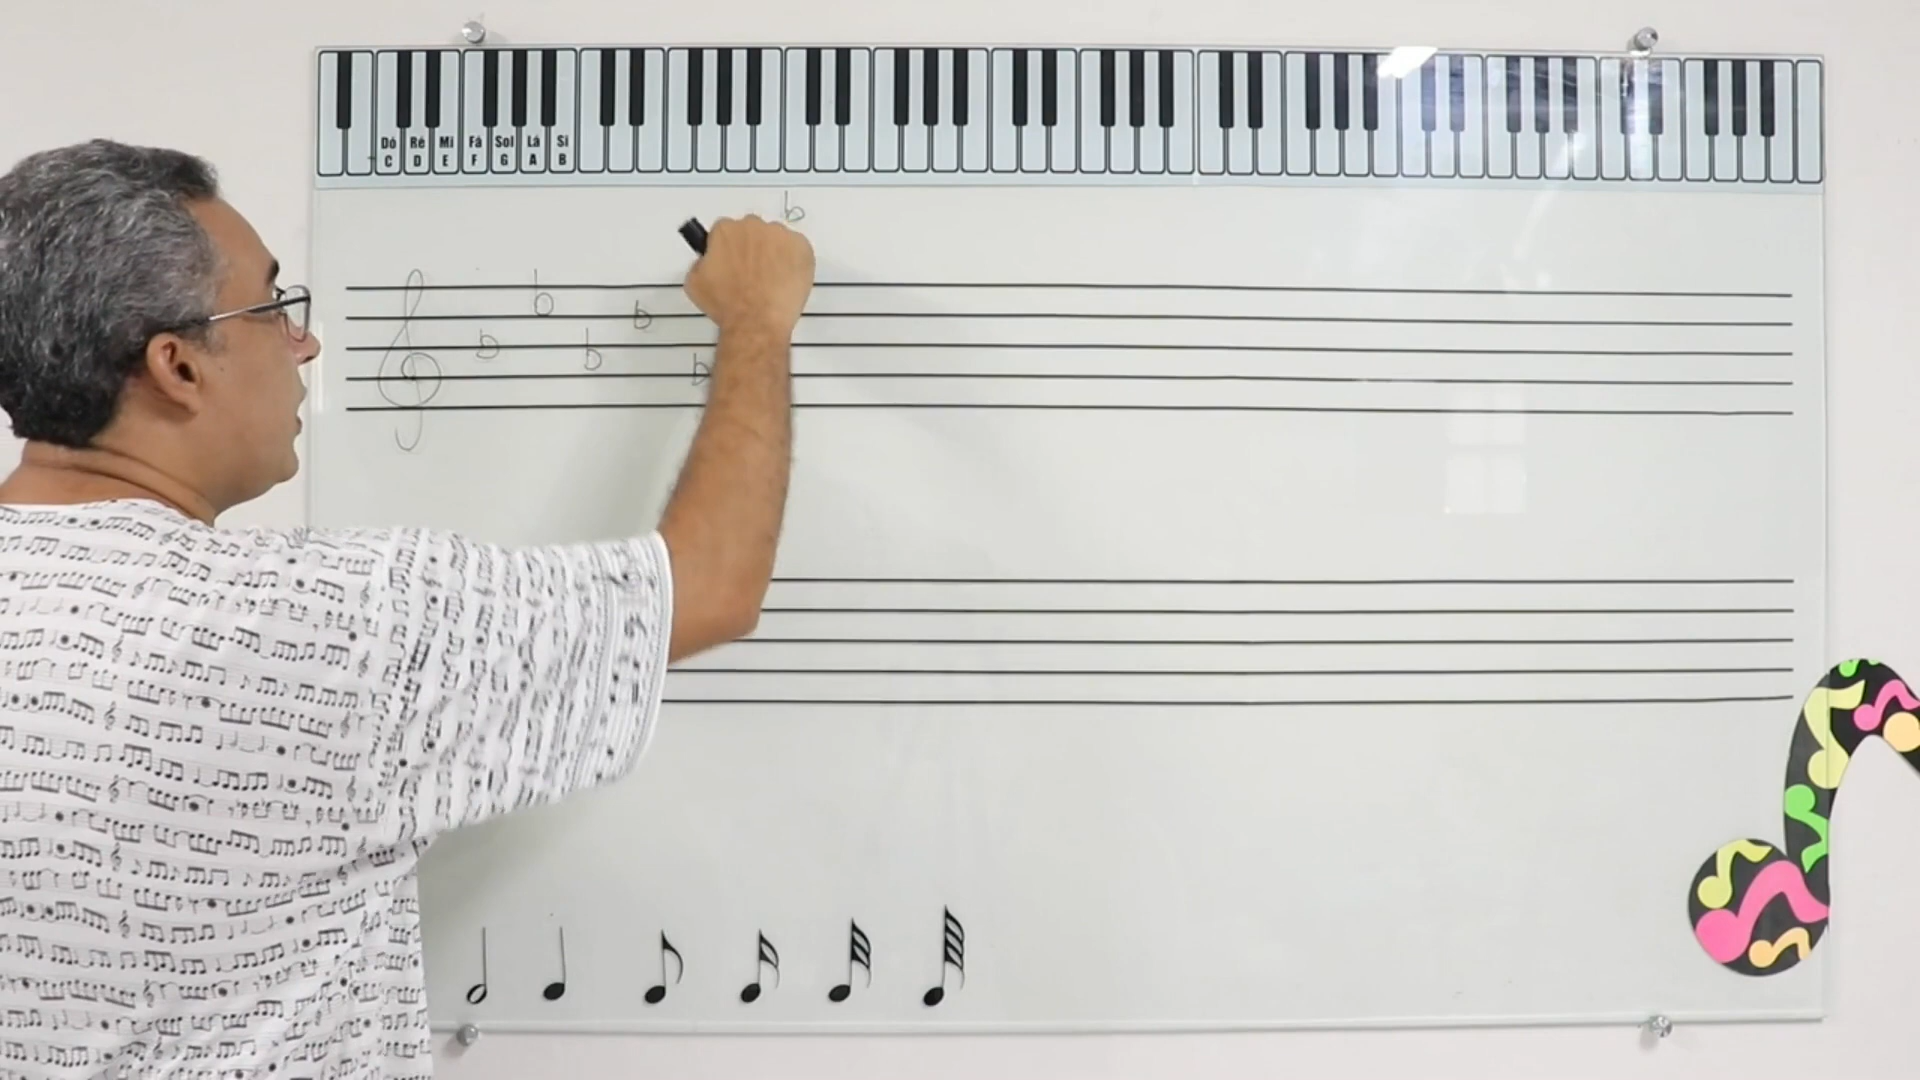 Dó Ré Mi Fá Sol Lá Si
C D E F G A B
b
b b b b b